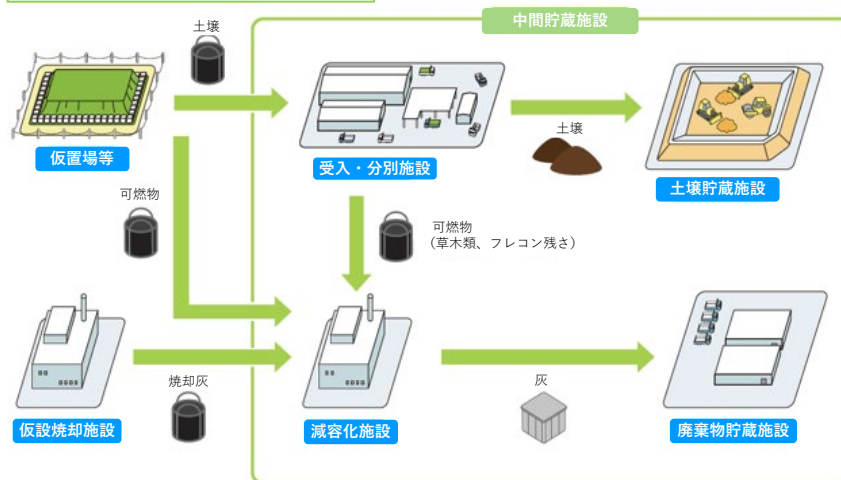 中間貯蔵施設
土壌
仮置場等
受入・分別施設
土壌
土壌貯蔵施設
可燃物
可燃物
（草木類、フレコン残さ）
焼却灰
灰
仮設焼却施設
減容化施設
廃棄物貯蔵施設